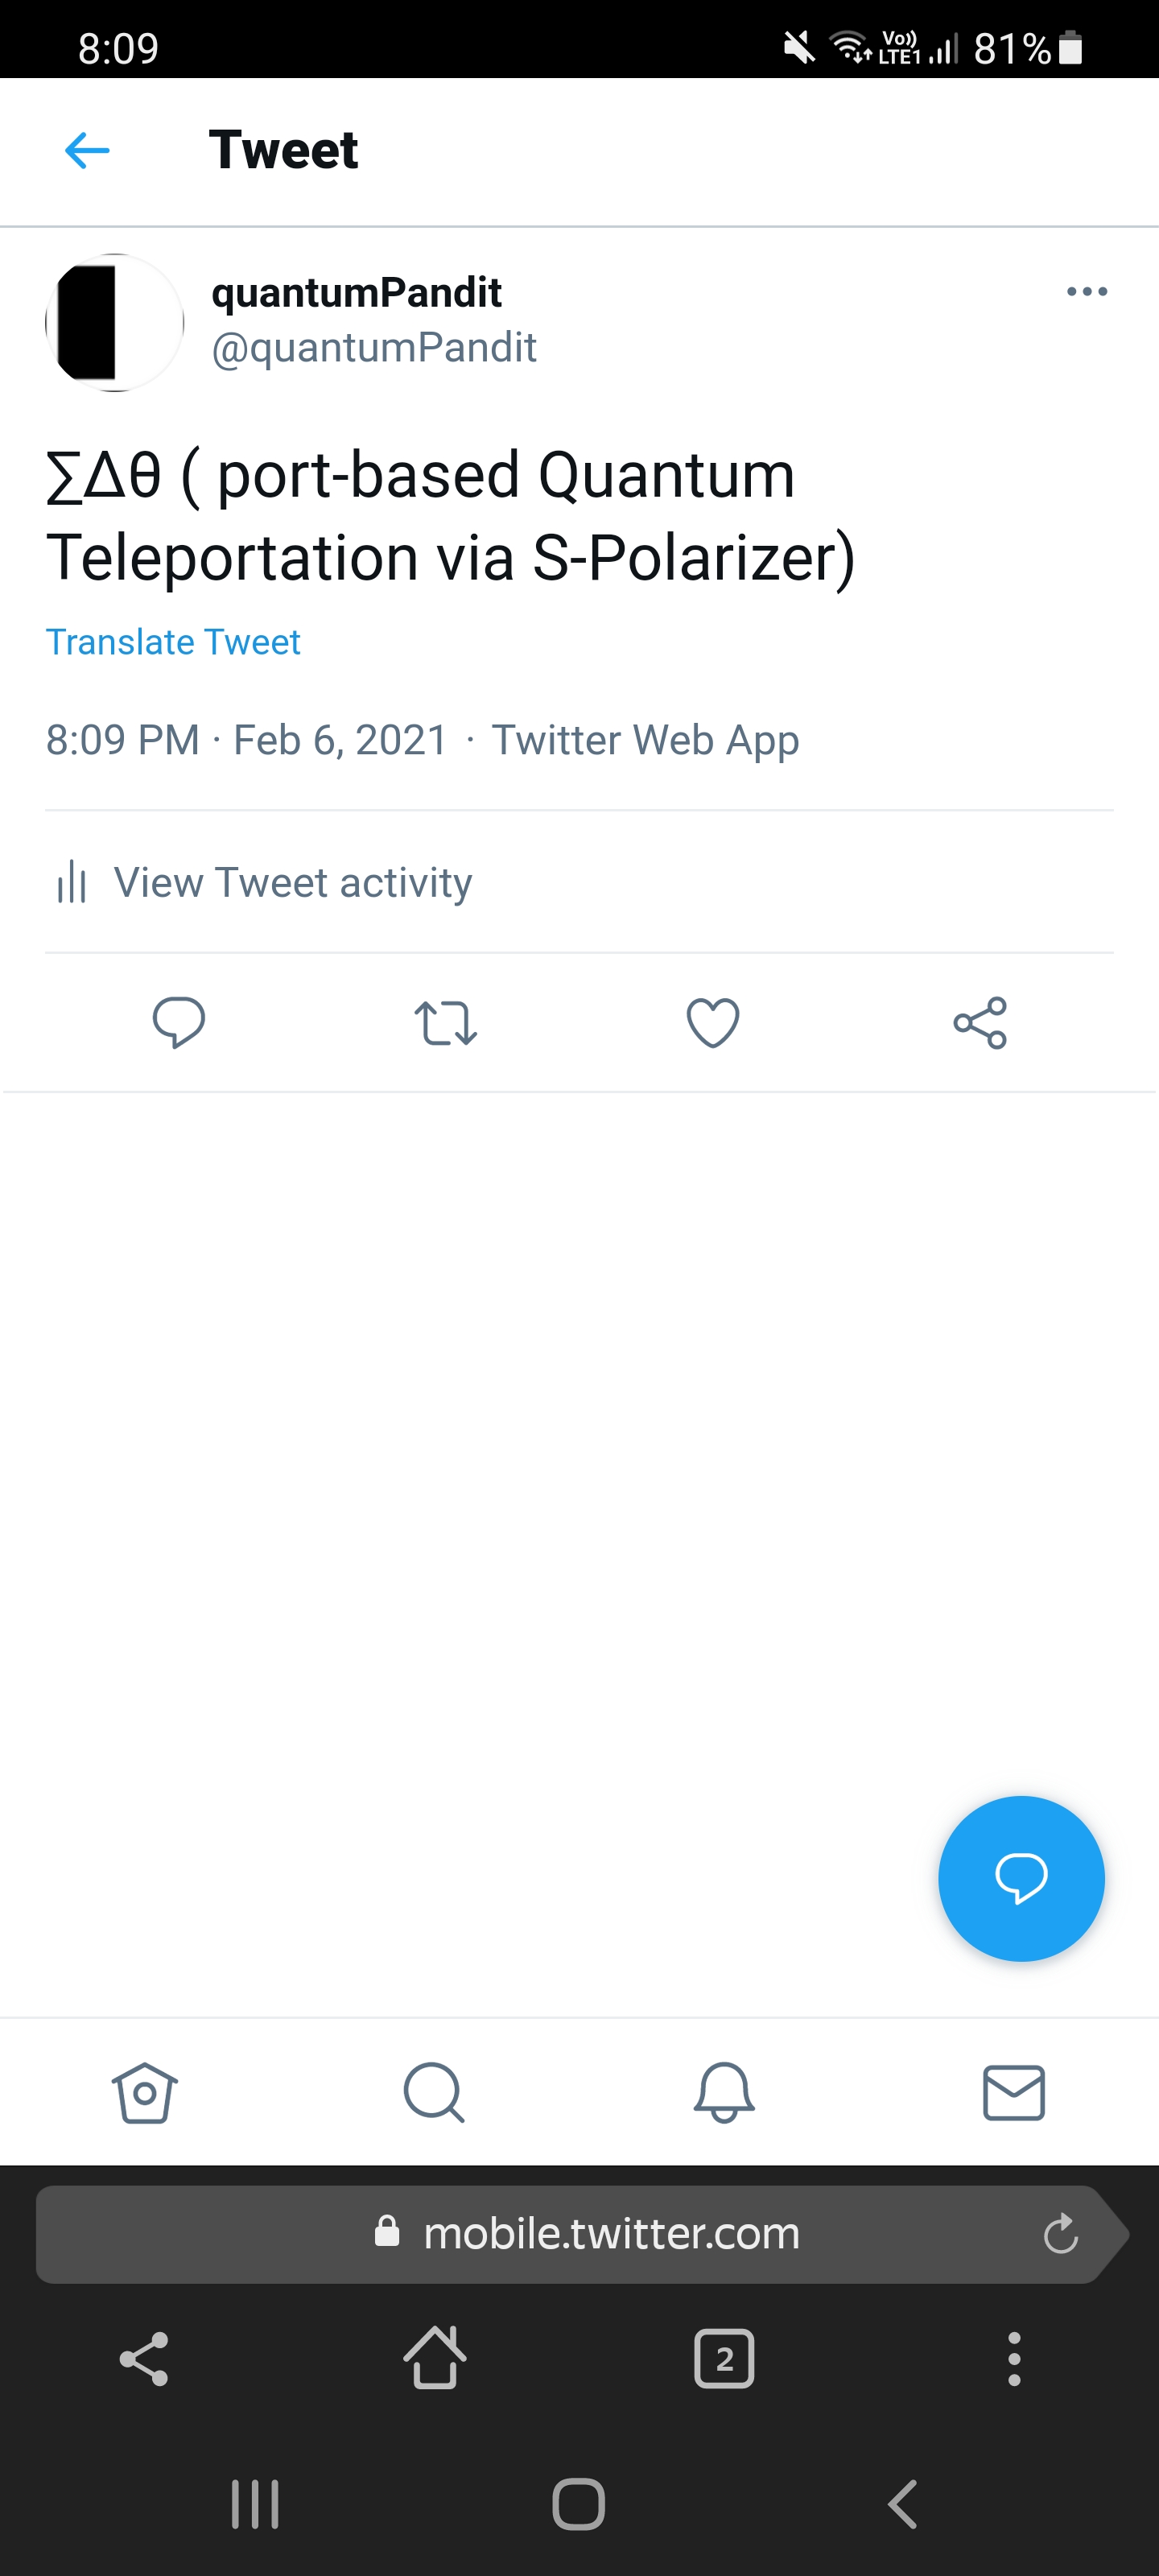 8:09 Vo)) LTE1 81%
Tweet
quantumPandit
@quantumPandit
∑Δθ ( port-based Quantum
Teleportation via S-Polarizer)
Translate Tweet
8:09 PM · Feb 6, 2021 · Twitter Web App
View Tweet activity
mobile.twitter.com
2